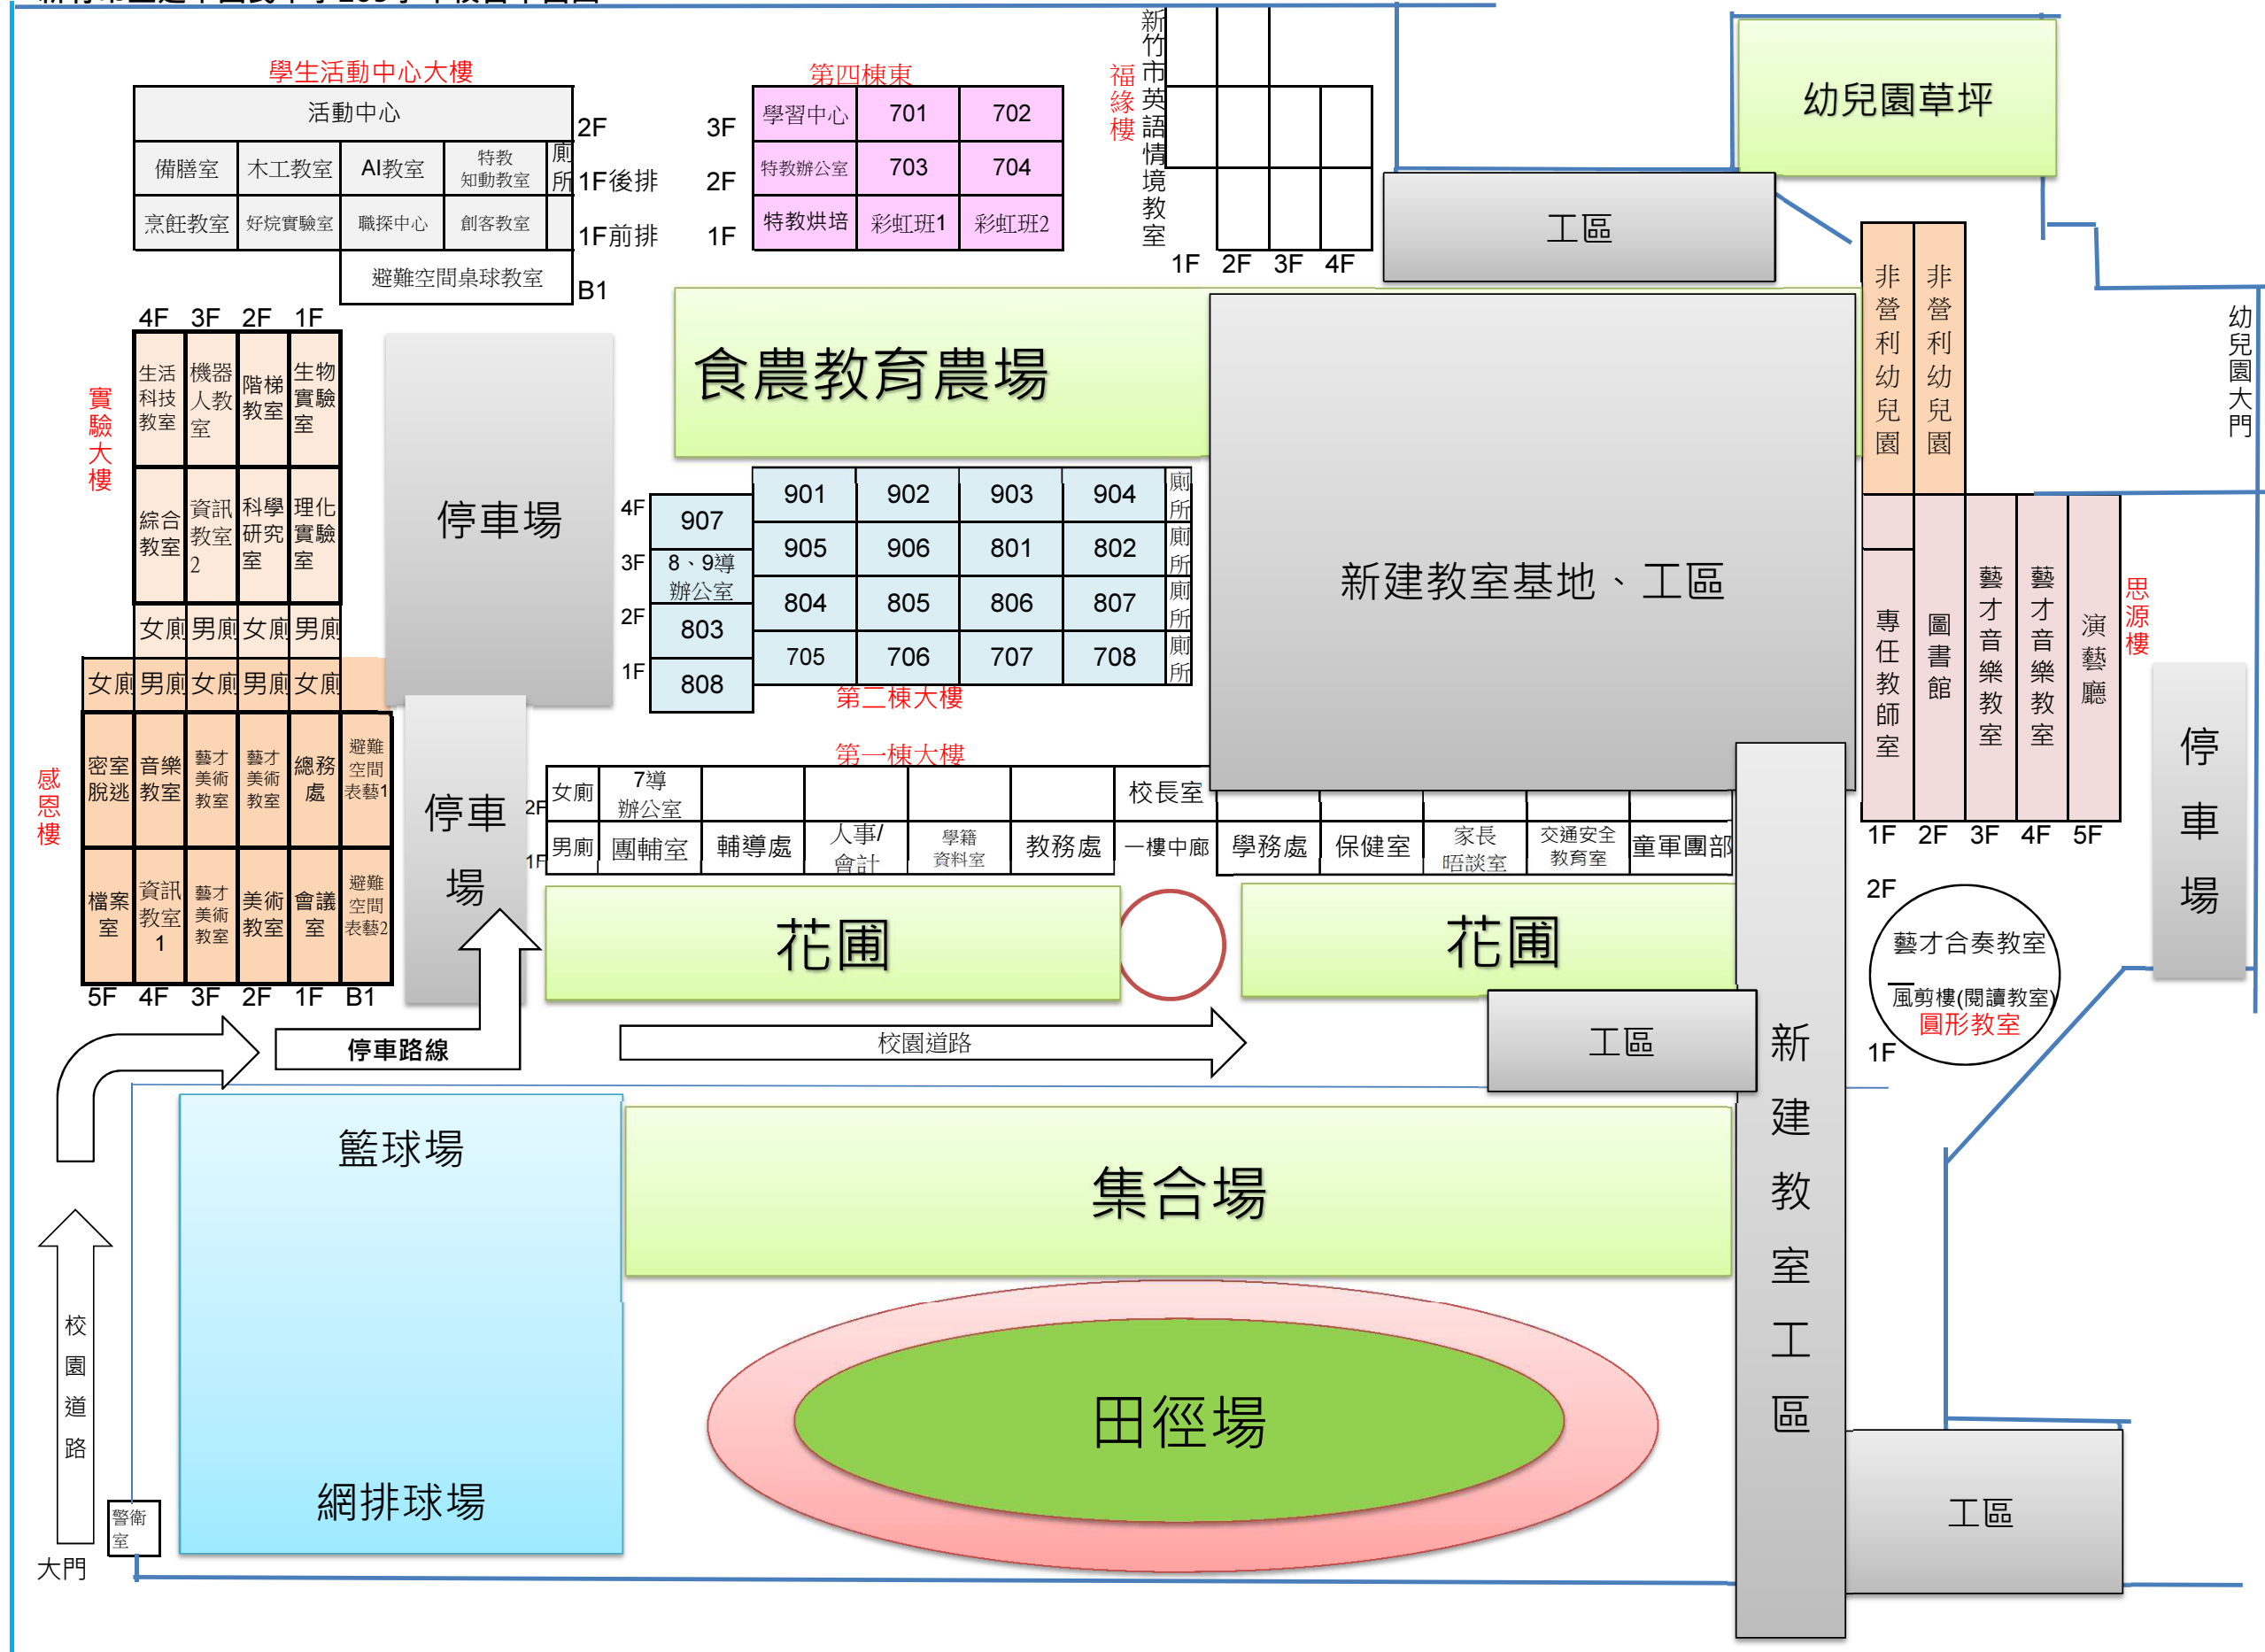 學生活動中心大樓
活動中心
2F
備膳室 木工教室 AI教室 特教
知動教室 廁
所
1F後排
烹飪教室 好烷實驗室 職探中心 創客教室
1F前排
避難空間桌球教室
B1
第四棟東
3F 學習中心 701 702
2F 特教辦公室 703 704
1F 特教烘培 彩虹班1 彩虹班2
福緣樓
新竹市英語情境教室
1F 2F 3F 4F
幼兒園草坪
工區
非營利幼兒園
非營利幼兒園
幼兒園大門
4F 3F 2F 1F
實驗大樓
生活
科技
教室
機器
人教
室
階梯
教室
生物
實驗
室
綜合
教室
資訊
教室
2
科學
研究
室
理化
實驗
室
女廁 男廁 女廁 男廁
女廁 男廁 女廁 男廁 女廁
感恩樓
密室
脫逃
音樂
教室
藝才
美術
教室
藝才
美術
教室
總務
處
避難
空間
表藝1
檔案
室
資訊
教室
1
藝才
美術
教室
美術
教室
會議
室
避難
空間
表藝2
5F 4F 3F 2F 1F B1
停車場
停車
場
食農教育農場
4F 907 901 902 903 904 廁所
3F 8、9導
辦公室 905 906 801 802 廁所
2F 803 804 805 806 807 廁所
1F 808 705 706 707 708 廁所
第二棟大樓
新建教室基地、工區
第一棟大樓
2F 女廁 7導
辦公室 校長室
1F 男廁 團輔室 輔導處 人事/
會計 學籍
資料室 教務處 一樓中廊 學務處 保健室 家長
晤談室 交通安全
教育室 童軍團部
專任教師室
圖書館
藝才音樂教室
藝才音樂教室
演藝廳
思源樓
1F 2F 3F 4F 5F
停車場
花圃
花圃
2F
藝才合奏教室
風剪樓(閱讀教室)
圓形教室
1F
停車路線
校園道路
工區
新建教室工區
籃球場
集合場
田徑場
網排球場
校園道路
警衛
室
大門
工區